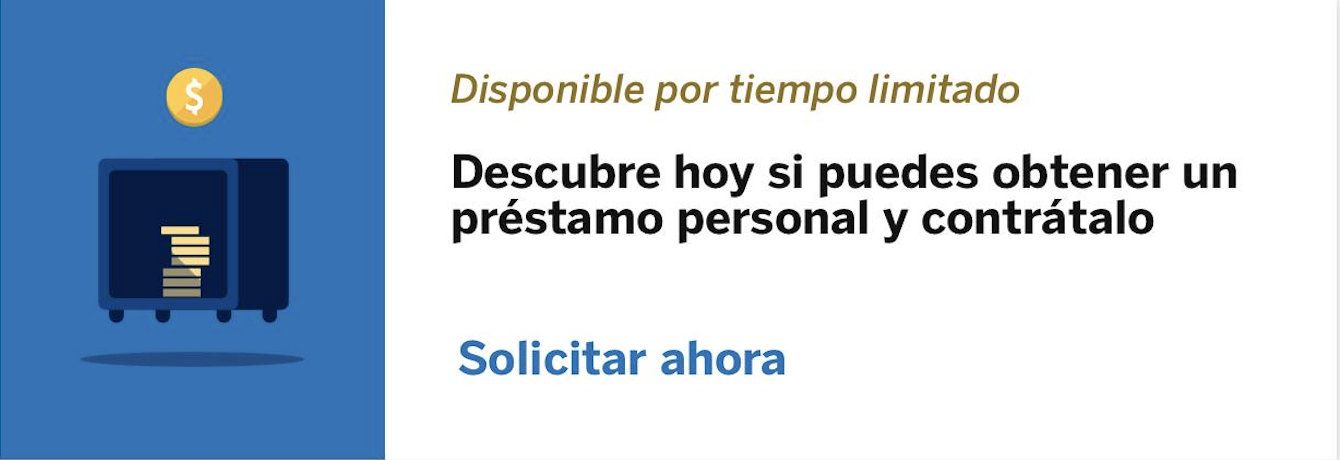 $
Disponible por tiempo limitado
Descubre hoy si puedes obtener un
préstamo personal y contrátalo
Solicitar ahora